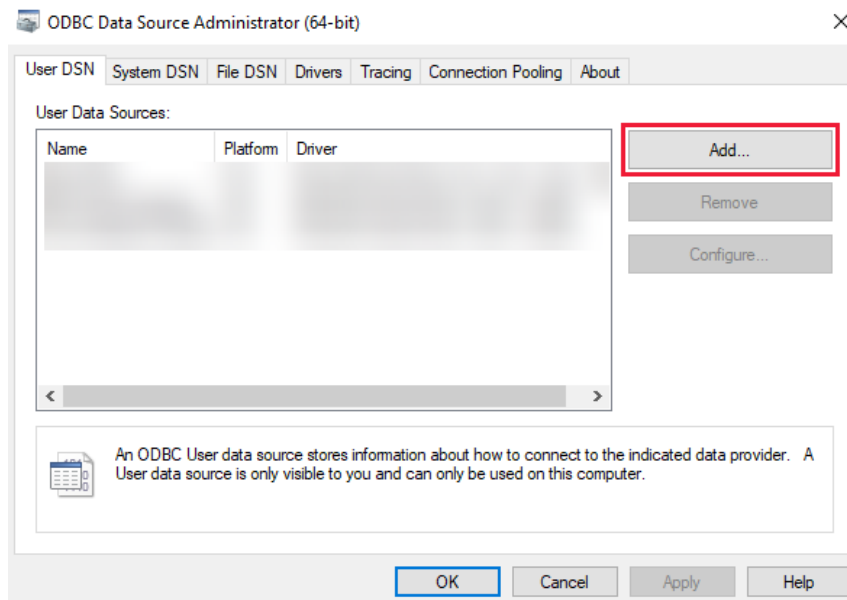 ODBC Data Source Administrator (64-bit)
User DSN System DSN File DSN Drivers Tracing Connection Pooling About
User Data Sources:
Name Platform Driver
Add...
Remove
Configure...
An ODBC User data source stores information about how to connect to the indicated data provider. A
User data source is only visible to you and can only be used on this computer.
OK Cancel Apply Help